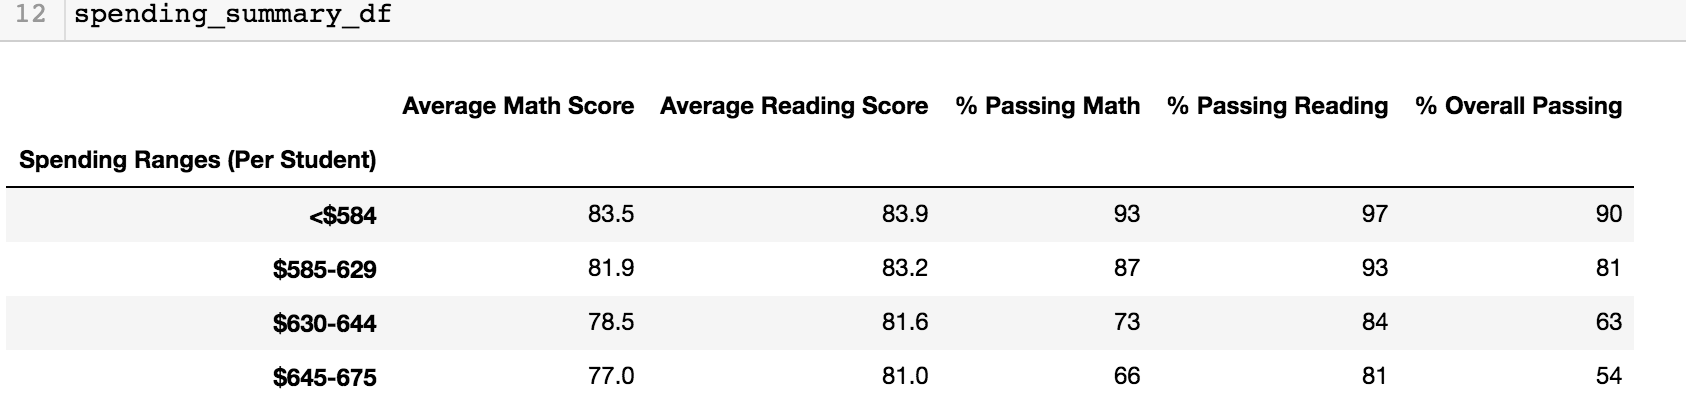 12 spending_summary_df
Average Math Score Average Reading Score % Passing Math % Passing Reading % Overall Passing
Spending Ranges (Per Student)
<$584 83.5 83.9 93 97 90
$585-629 81.9 83.2 87 93 81
$630-644 78.5 81.6 73 84 63
$645-675 77.0 81.0 66 81 54